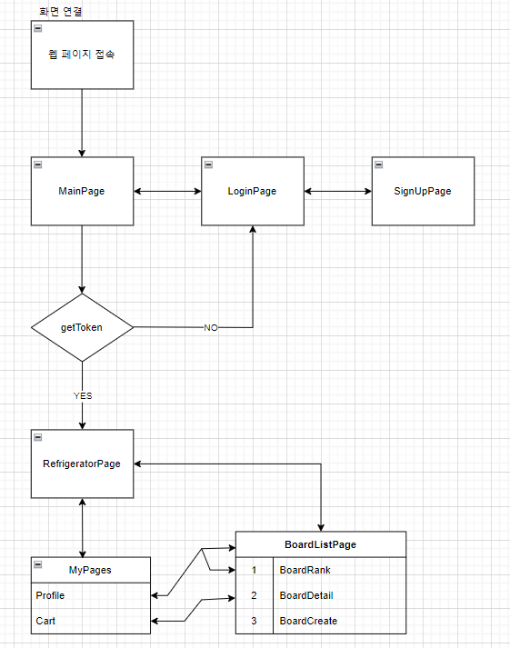 화면 연결
웹 페이지 접속
MainPage
LoginPage
SignUpPage
getToken
NO
YES
RefrigeratorPage
BoardListPage
MyPages
1 BoardRank
Profile
2 BoardDetail
Cart
3 BoardCreate